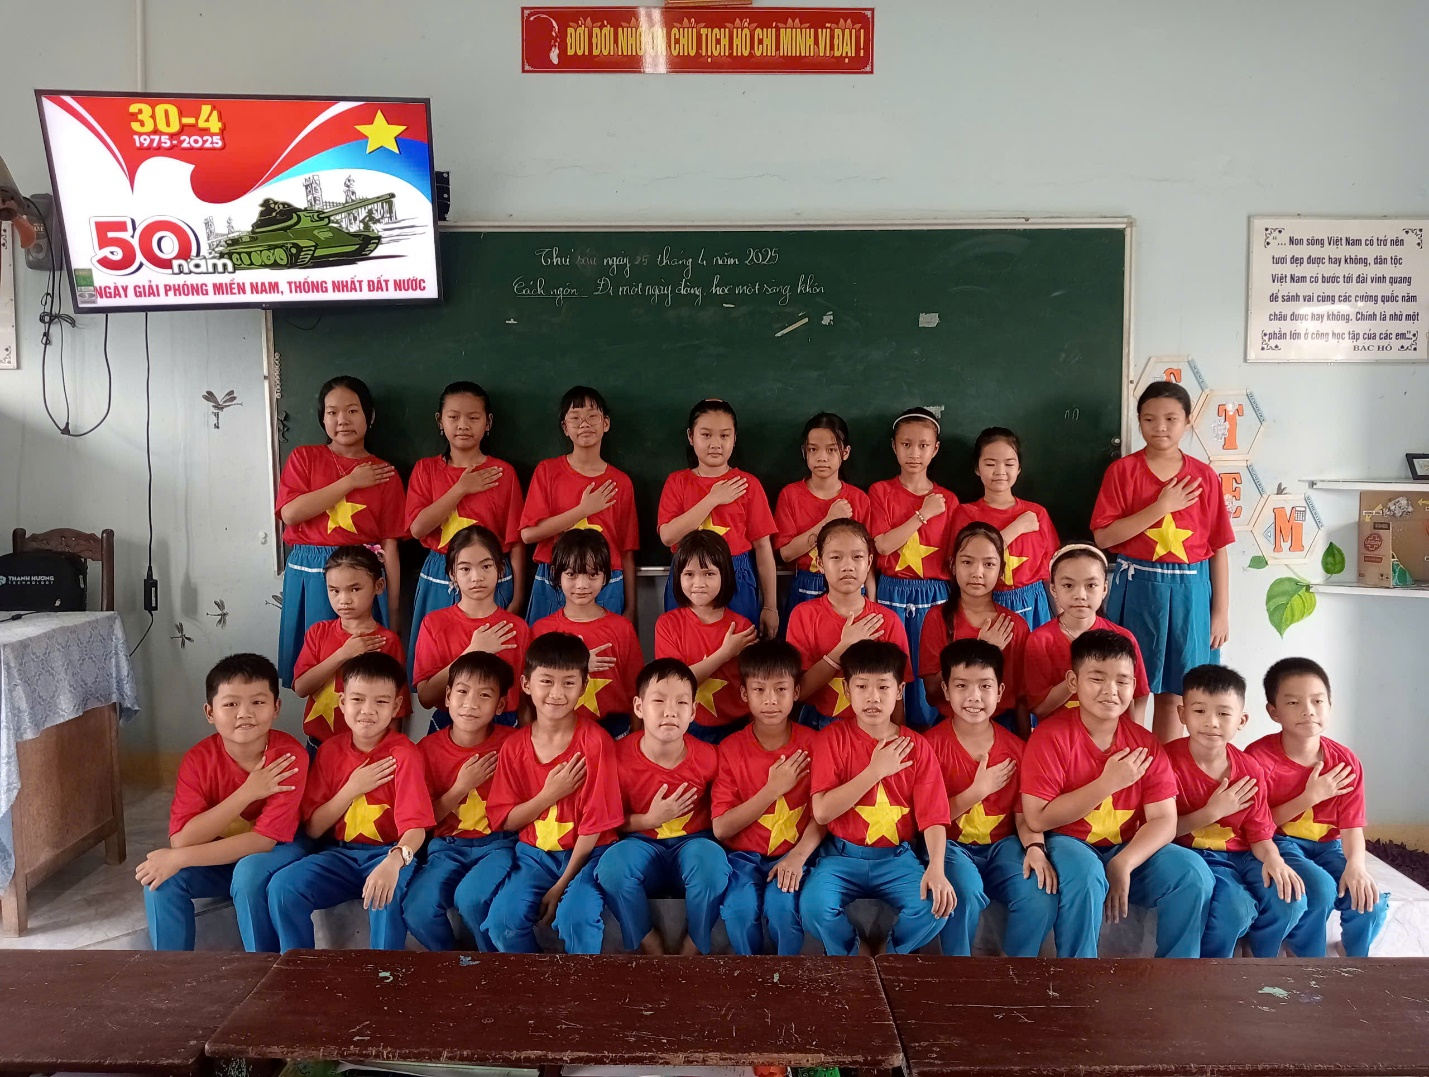 ĐỜI ĐỜI NHỚ ƠN CHỦ TỊCH HỒ CHÍ MINH VĨ ĐẠI !
30-4
1975-2025
50
năm
NGÀY GIẢI PHÓNG MIỀN NAM, THỐNG NHẤT ĐẤT NƯỚC
Thứ sáu ngày 25 tháng 4 năm 2025
Cách ngôn_ Đi một ngày đàng, học một sàng khôn
"... Non sông Việt Nam có trở nên
tươi đẹp được hay không, dân tộc
Việt Nam có bước tới đài vinh quang
để sánh vai cùng các cường quốc năm
châu được hay không. Chính là nhờ một
phần lớn ở công học tập của các em..."
BÁC HỒ
S
T
E
M
THANH HƯƠNG
TECHNOLOGY